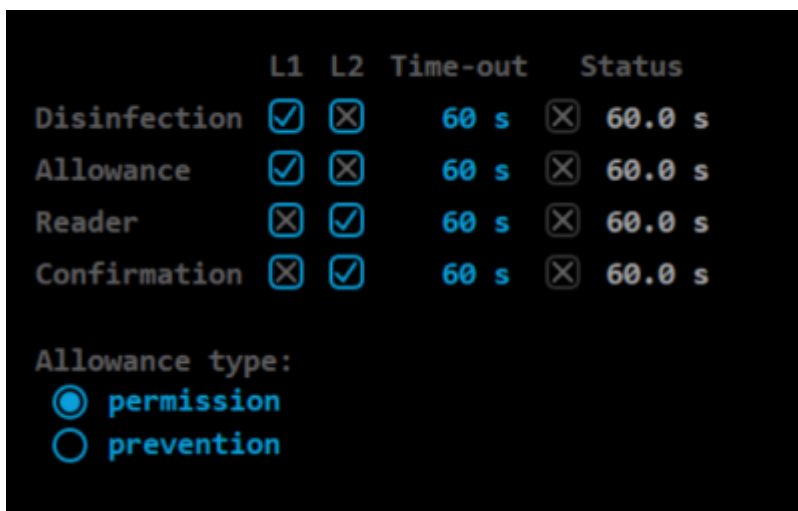 L1 L2 Time-out Status
Disinfection 60 s 60.0 s
Allowance 60 s 60.0 s
Reader 60 s 60.0 s
Confirmation 60 s 60.0 s
Allowance type:
permission
prevention